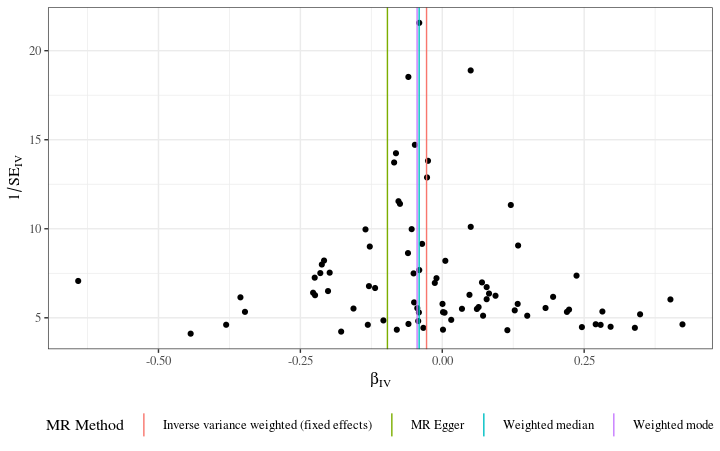 20
15
10
5
1/SE_IV
-0.50
-0.25
0.00
0.25
β_IV
MR Method
Inverse variance weighted (fixed effects)
MR Egger
Weighted median
Weighted mode